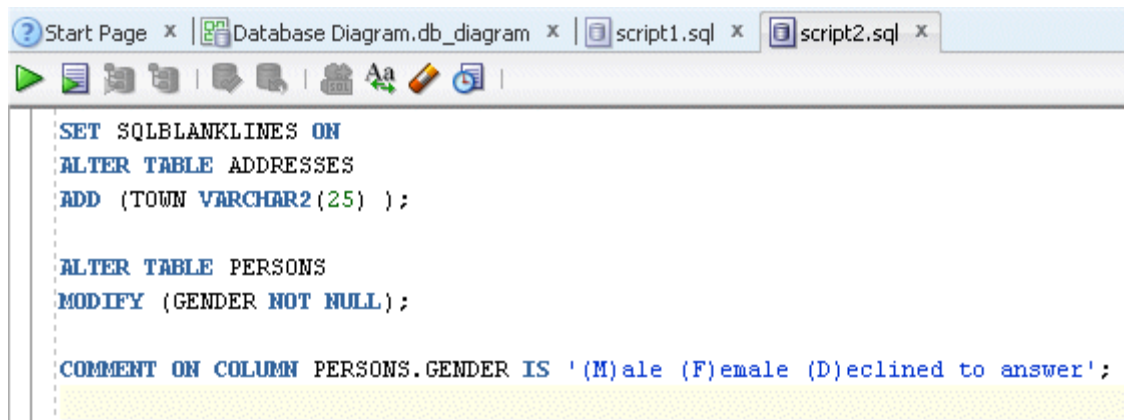 Start Page x Database Diagram.db_diagram x script1.sql x script2.sql x
SET SQLBLANKLINES ON
ALTER TABLE ADDRESSES
ADD (TOWN VARCHAR2(25) );
ALTER TABLE PERSONS
MODIFY (GENDER NOT NULL);
COMMENT ON COLUMN PERSONS.GENDER IS '(M)ale (F)emale (D)eclined to answer';